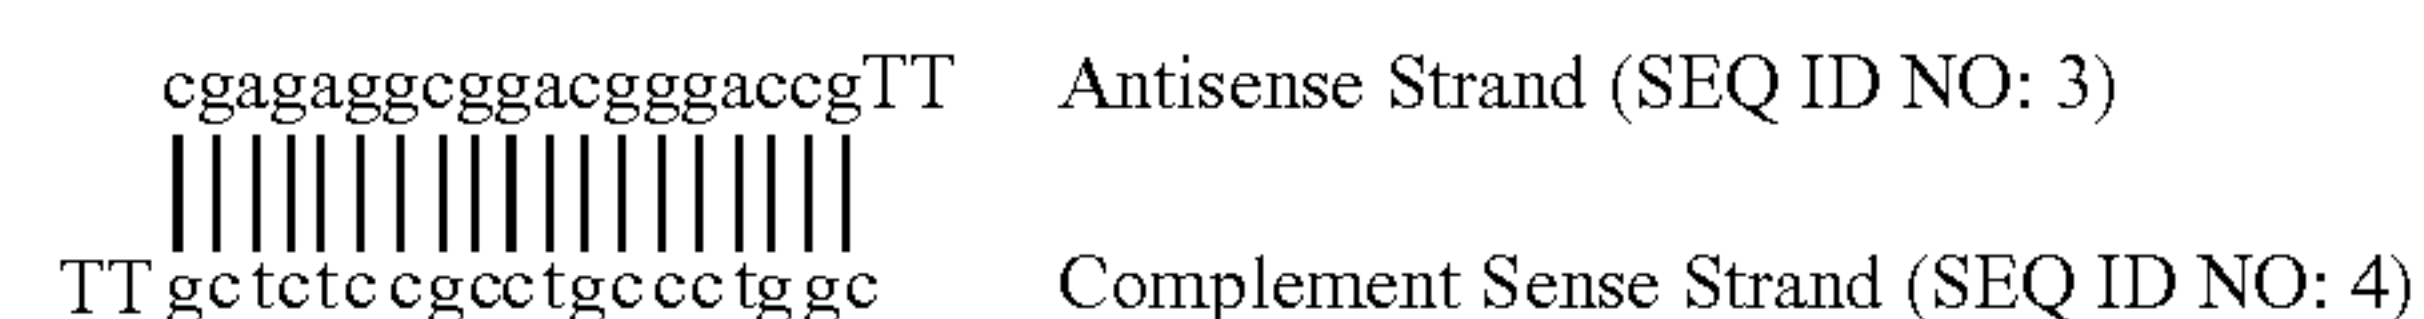 cgagaggcggacgggaccgTT Antisense Strand (SEQ ID NO: 3)
TTgctctccgcctgccctggc Complement Sense Strand (SEQ ID NO: 4)